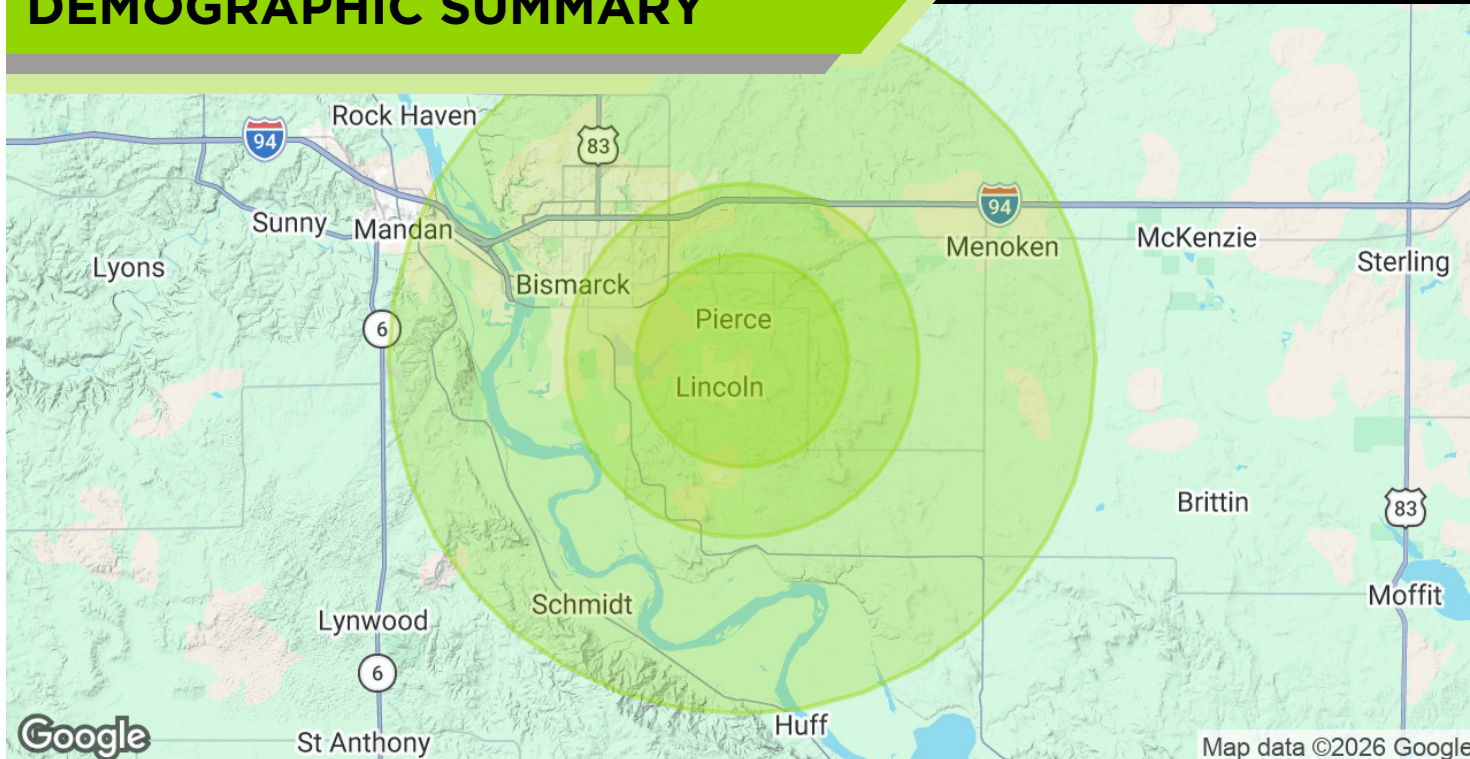 DEMOGRAPHIC SUMMARY
Rock Haven
94
83
Sunny
Mandan
94
Menoken
McKenzie
Sterling
Lyons
Bismarck
Pierce
6
Lincoln
Brittin
83
Moffit
Schmidt
Lynwood
6
Huff
St Anthony
Google
Map data ©2026 Google